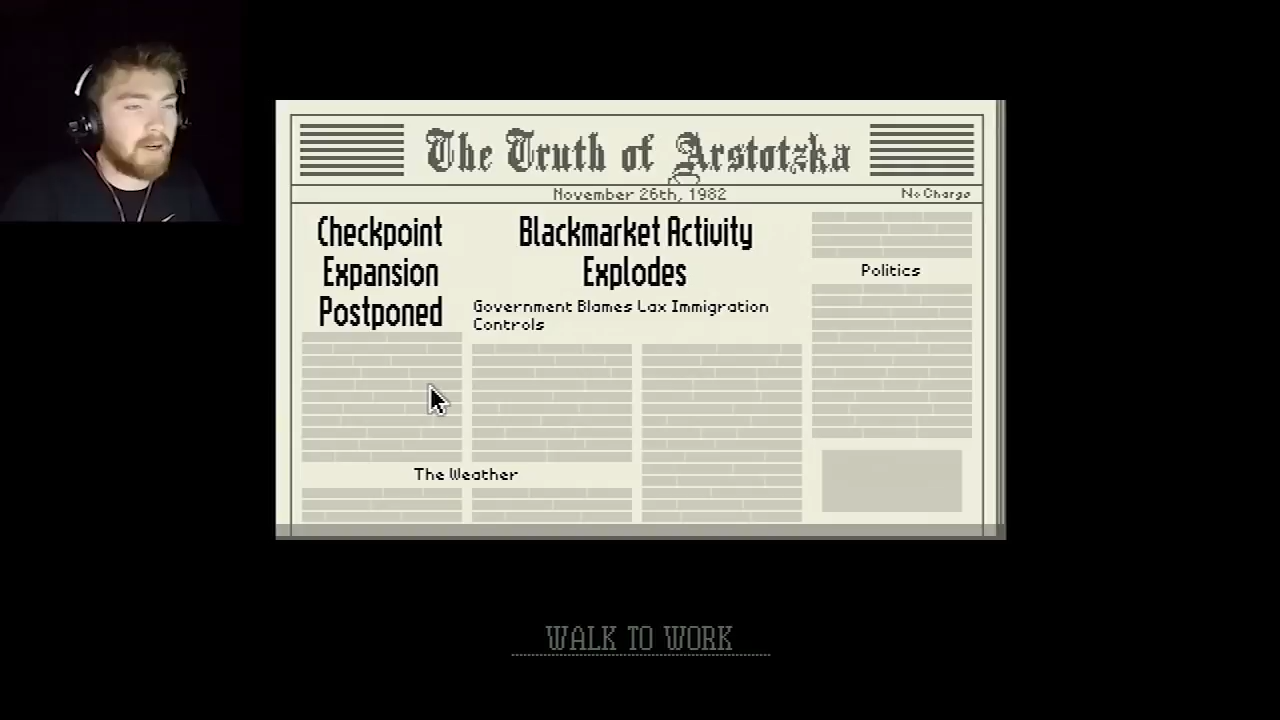 The Truth of Arstotzka
November 26th, 1982
No Charge
Checkpoint
Expansion
Postponed
Blackmarket Activity
Explodes
Government Blames Lax Immigration
Controls
Politics
The Weather
WALK TO WORK